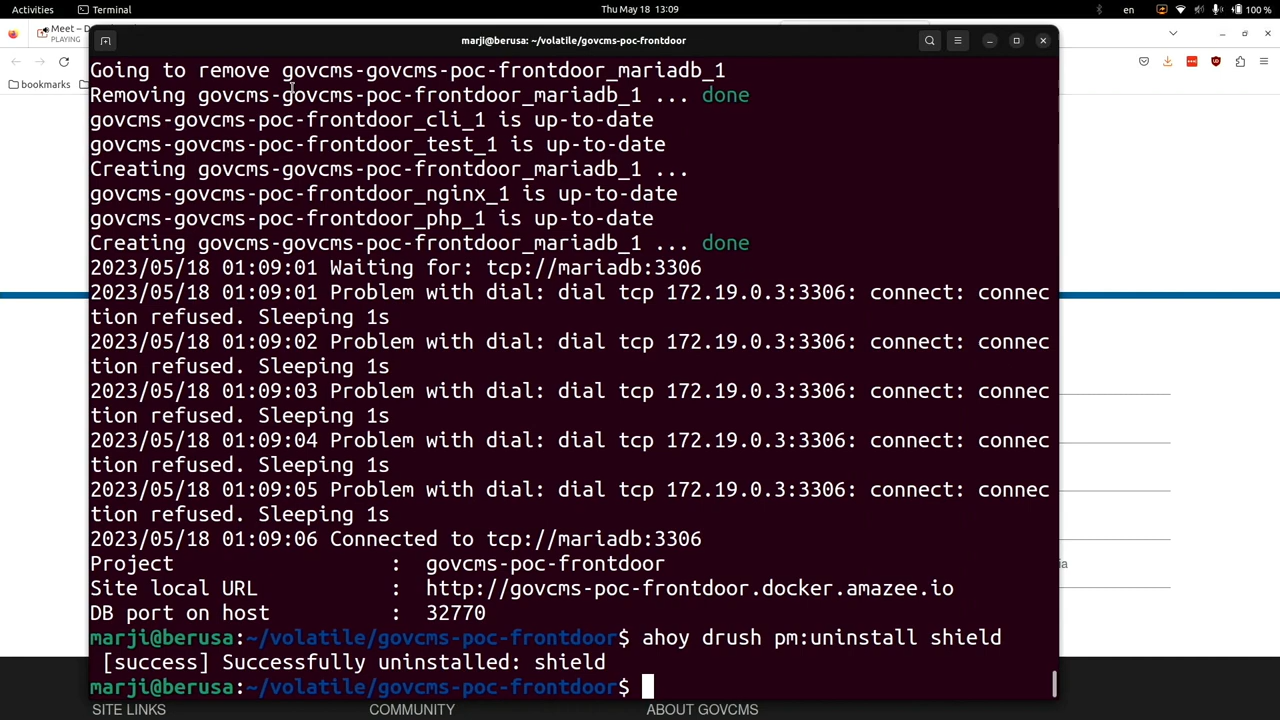 Activities
Terminal
Thu May 18 13:09
en
100 %
Meet –
PLAYING
marji@berusa: ~/volatile/govcms-poc-frontdoor
bookmarks
Going to remove govcms-govcms-poc-frontdoor_mariadb_1
Removing govcms-govcms-poc-frontdoor_mariadb_1 ... done
govcms-govcms-poc-frontdoor_cli_1 is up-to-date
govcms-govcms-poc-frontdoor_test_1 is up-to-date
Creating govcms-govcms-poc-frontdoor_mariadb_1 ...
govcms-govcms-poc-frontdoor_nginx_1 is up-to-date
govcms-govcms-poc-frontdoor_php_1 is up-to-date
Creating govcms-govcms-poc-frontdoor_mariadb_1 ... done
2023/05/18 01:09:01 Waiting for: tcp://mariadb:3306
2023/05/18 01:09:01 Problem with dial: dial tcp 172.19.0.3:3306: connect: connec
tion refused. Sleeping 1s
2023/05/18 01:09:02 Problem with dial: dial tcp 172.19.0.3:3306: connect: connec
tion refused. Sleeping 1s
2023/05/18 01:09:03 Problem with dial: dial tcp 172.19.0.3:3306: connect: connec
tion refused. Sleeping 1s
2023/05/18 01:09:04 Problem with dial: dial tcp 172.19.0.3:3306: connect: connec
tion refused. Sleeping 1s
2023/05/18 01:09:05 Problem with dial: dial tcp 172.19.0.3:3306: connect: connec
tion refused. Sleeping 1s
2023/05/18 01:09:06 Connected to tcp://mariadb:3306
Project : govcms-poc-frontdoor
Site local URL : http://govcms-poc-frontdoor.docker.amazee.io
DB port on host : 32770
marji@berusa:~/volatile/govcms-poc-frontdoor$ ahoy drush pm:uninstall shield
[success] Successfully uninstalled: shield
marji@berusa:~/volatile/govcms-poc-frontdoor$
SITE LINKS
COMMUNITY
ABOUT GOVCMS